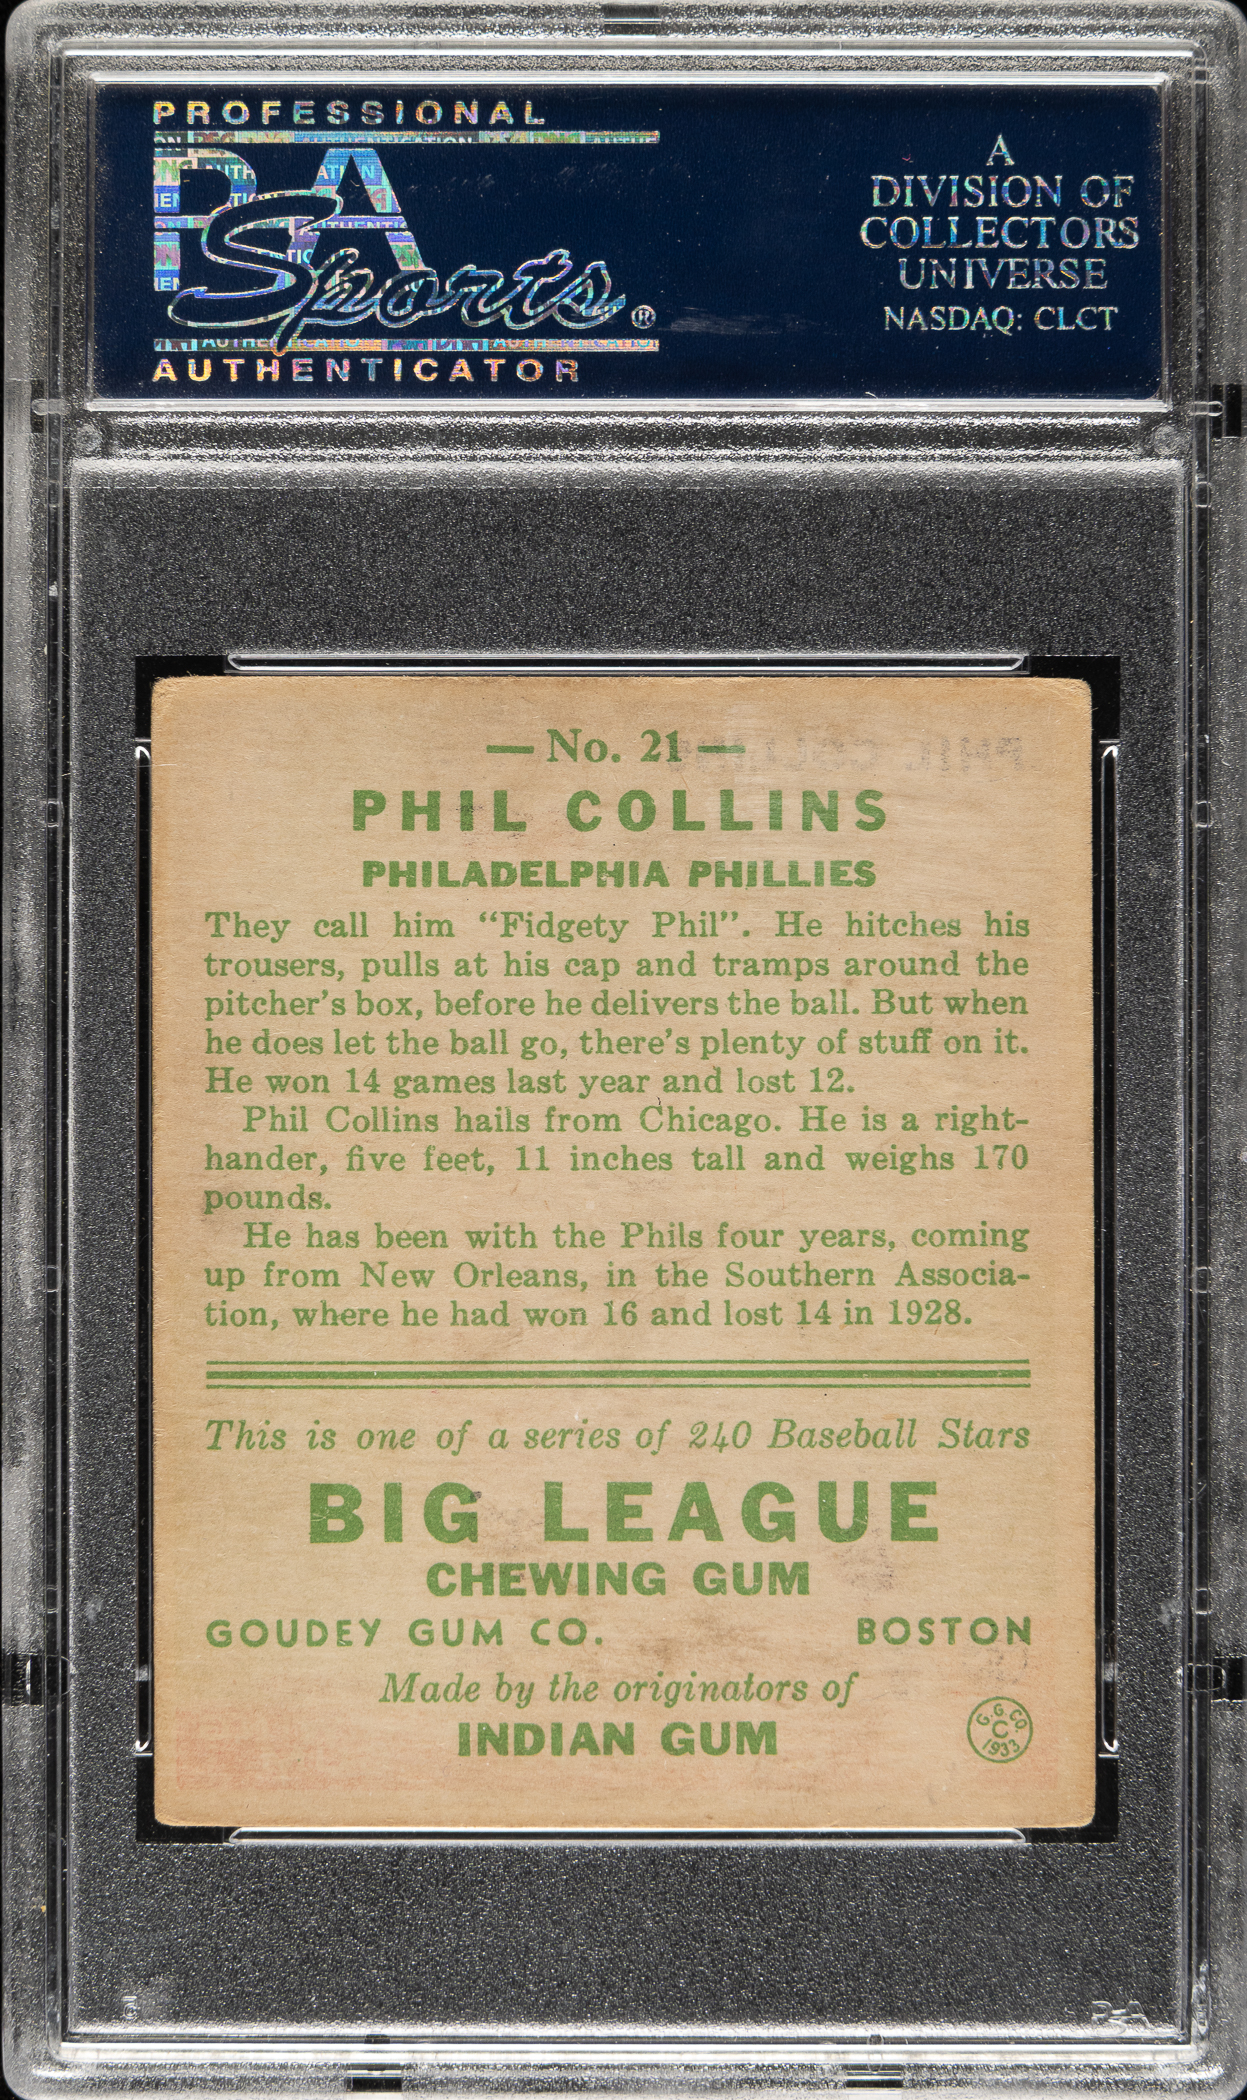 PROFESSIONAL
PSA
Sports®
AUTHENTICATOR
A
DIVISION OF
COLLECTORS
UNIVERSE
NASDAQ: CLCT
— No. 21 —
PHIL COLLINS
PHILADELPHIA PHILLIES
They call him “Fidgety Phil”. He hitches his
trousers, pulls at his cap and tramps around the
pitcher's box, before he delivers the ball. But when
he does let the ball go, there's plenty of stuff on it.
He won 14 games last year and lost 12.
Phil Collins hails from Chicago. He is a right-
hander, five feet, 11 inches tall and weighs 170
pounds.
He has been with the Phils four years, coming
up from New Orleans, in the Southern Associa-
tion, where he had won 16 and lost 14 in 1928.
This is one of a series of 240 Baseball Stars
BIG LEAGUE
CHEWING GUM
GOUDEY GUM CO. BOSTON
Made by the originators of
INDIAN GUM
G.G.CO.
C
1933
PSA